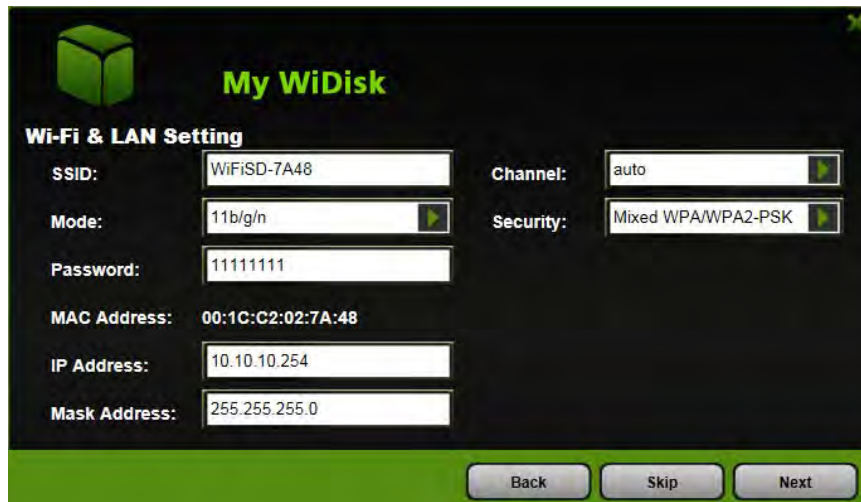 My WiDisk
Wi-Fi & LAN Setting
SSID: WiFiSD-7A48 Channel: auto
Mode: 11b/g/n Security: Mixed WPA/WPA2-PSK
Password: 11111111
MAC Address: 00:1C:C2:02:7A:48
IP Address: 10.10.10.254
Mask Address: 255.255.255.0
Back Skip Next